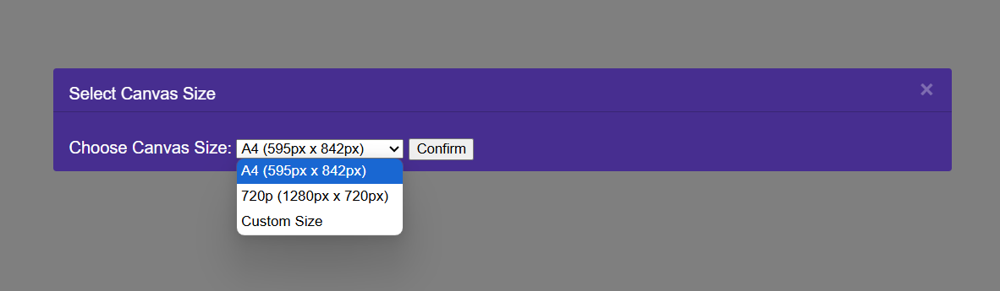 Select Canvas Size ×
Choose Canvas Size: A4 (595px x 842px) Confirm
A4 (595px x 842px)
720p (1280px x 720px)
Custom Size